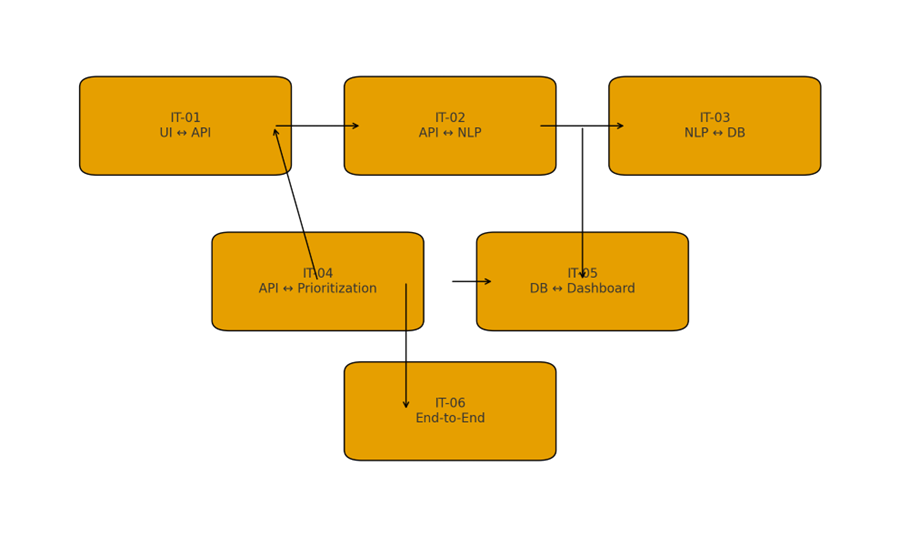 IT-01
UI ↔ API
IT-02
API ↔ NLP
IT-03
NLP ↔ DB
IT-04
API ↔ Prioritization
IT-05
DB ↔ Dashboard
IT-06
End-to-End